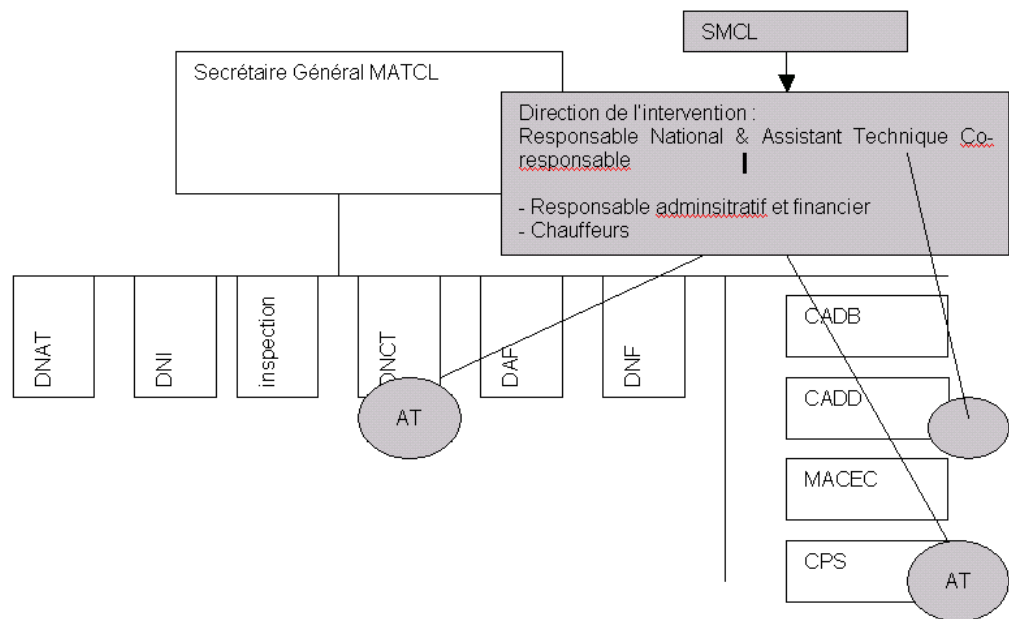 SMCL
Secrétaire Général MATCL
Direction de l'intervention :
Responsable National & Assistant Technique Co-
responsable
- Responsable adminsitratif et financier
- Chauffeurs
DNAT
DNI
inspection
DNCT
DAF
DNF
AT
CADB
CADD
MACEC
CPS
AT